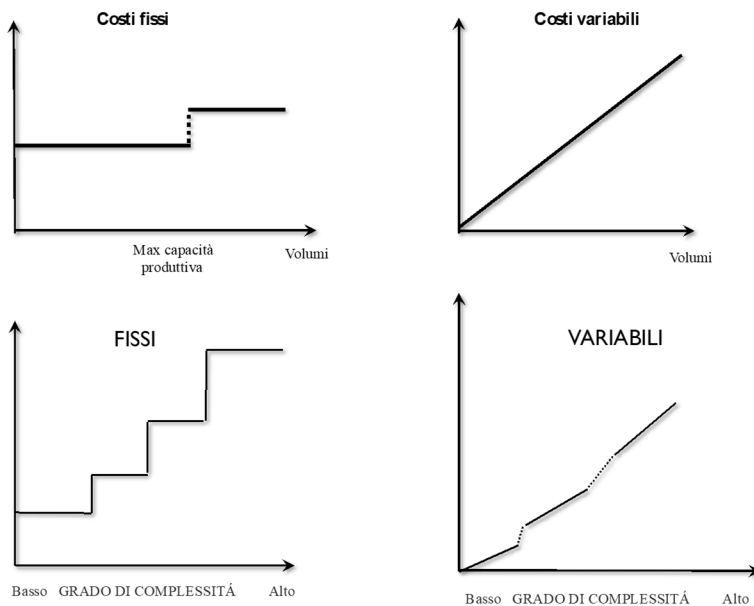 Costi fissi
Costi variabili
Max capacità
produttiva
Volumi
Volumi
FISSI
VARIABILI
Basso GRADO DI COMPLESSITÁ Alto
Basso GRADO DI COMPLESSITÁ Alto